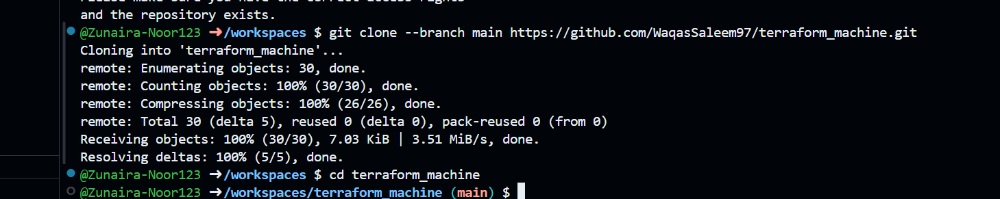 and the repository exists.
@Zunaira-Noor123 ➜/workspaces $ git clone --branch main https://github.com/WaqasSaleem97/terraform_machine.git
Cloning into 'terraform_machine'...
remote: Enumerating objects: 30, done.
remote: Counting objects: 100% (30/30), done.
remote: Compressing objects: 100% (26/26), done.
remote: Total 30 (delta 5), reused 0 (delta 0), pack-reused 0 (from 0)
Receiving objects: 100% (30/30), 7.03 KiB | 3.51 MiB/s, done.
Resolving deltas: 100% (5/5), done.
@Zunaira-Noor123 ➜/workspaces $ cd terraform_machine
@Zunaira-Noor123 ➜/workspaces/terraform_machine (main) $